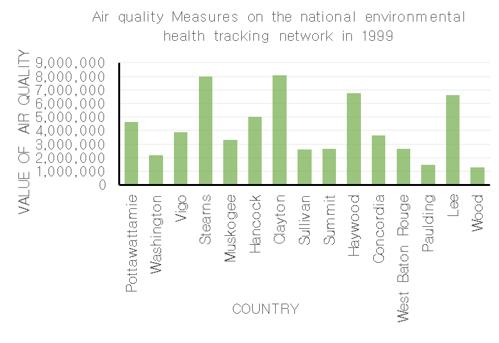 Air quality Measures on the national environmental
health tracking network in 1999
VALUE OF AIR QUALITY
9,000,000
8,000,000
7,000,000
6,000,000
5,000,000
4,000,000
3,000,000
2,000,000
1,000,000
0
Pottawattamie
Washington
Vigo
Stearns
Muskogee
Hancock
Clayton
Sullivan
Summit
Haywood
Concordia
West Baton Rouge
Paulding
Lee
Wood
COUNTRY